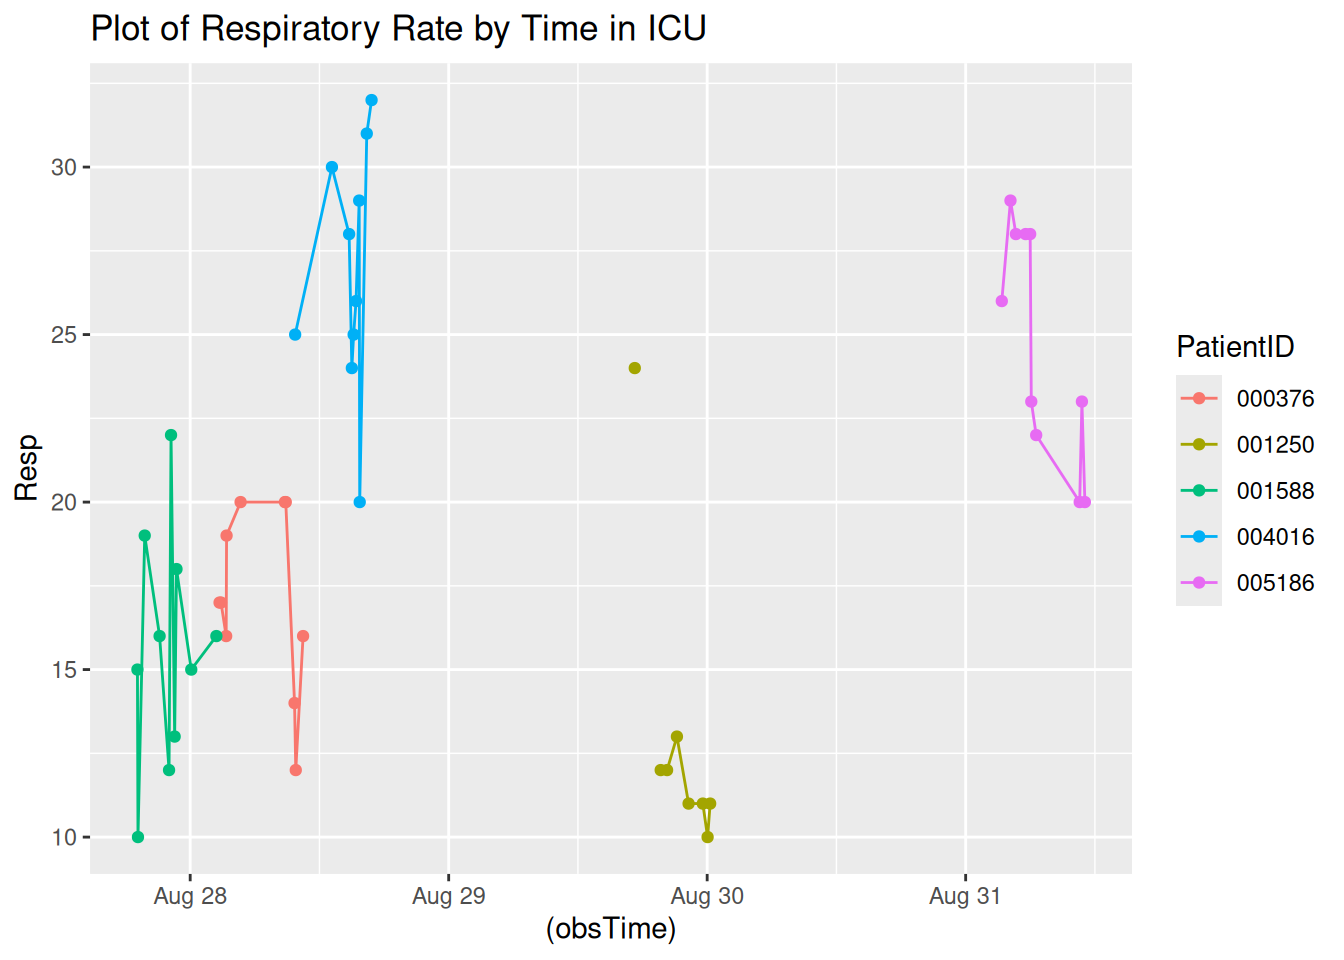 Plot of Respiratory Rate by Time in ICU
Resp
30
25
20
15
10
Aug 28
Aug 29
Aug 30
Aug 31
(obsTime)
PatientID
000376
001250
001588
004016
005186